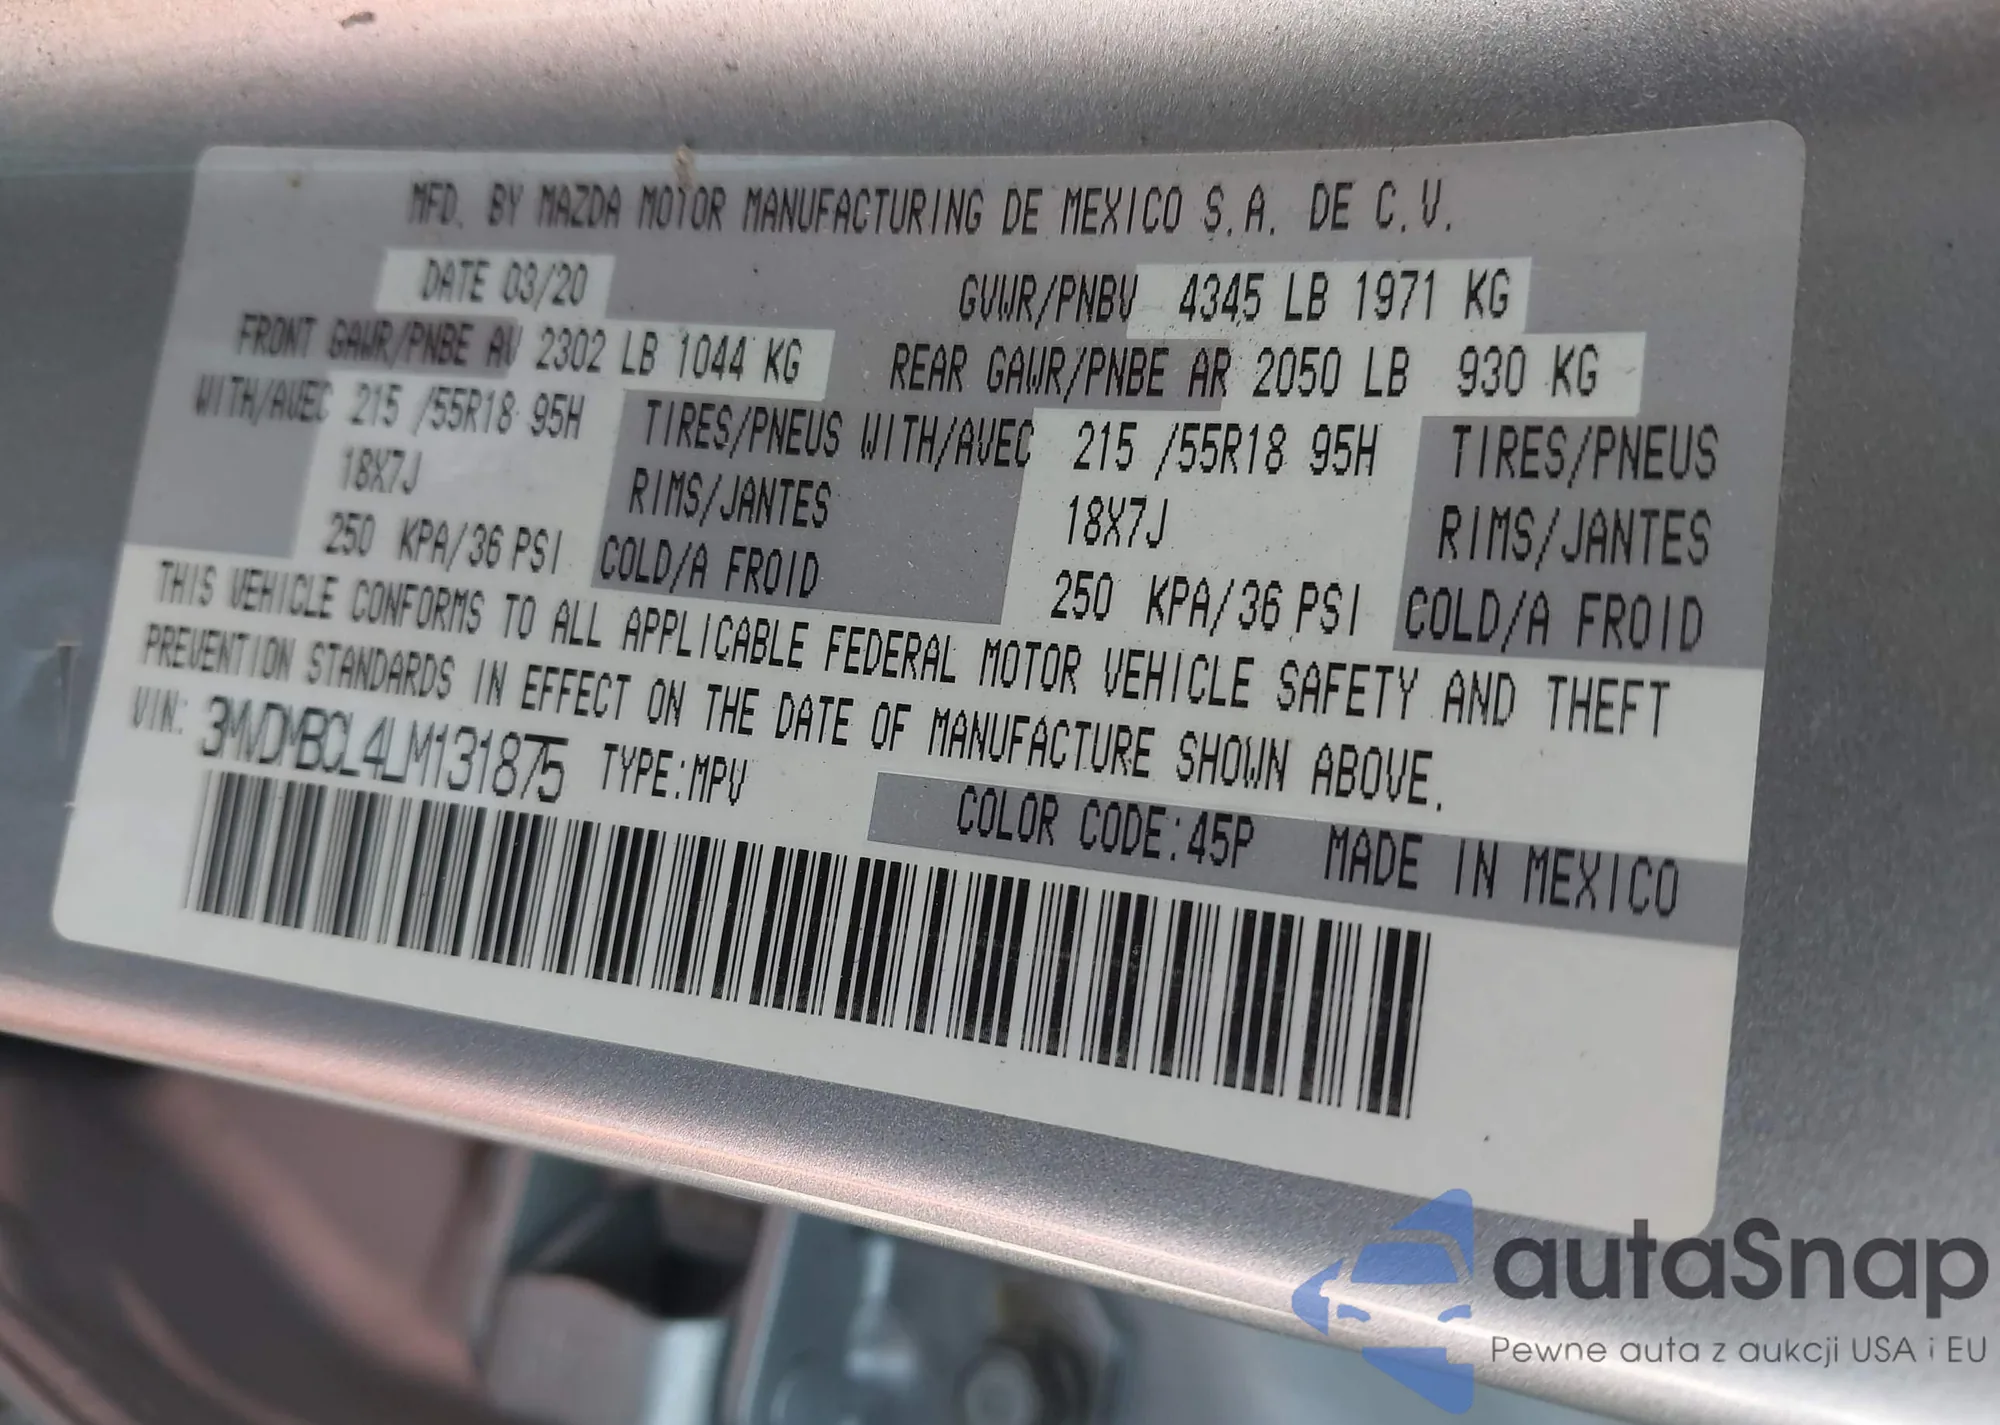 MFD. BY MAZDA MOTOR MANUFACTURING DE MEXICO S.A. DE C.V.
DATE 03/20 GVWR/PNBV 4345 LB 1971 KG
FRONT GAWR/PNBE AV 2302 LB 1044 KG REAR GAWR/PNBE AR 2050 LB 930 KG
WITH/AVEC 215 /55R18 95H TIRES/PNEUS WITH/AVEC 215 /55R18 95H TIRES/PNEUS
18X7J RIMS/JANTES 18X7J RIMS/JANTES
250 KPA/36 PSI COLD/A FROID 250 KPA/36 PSI COLD/A FROID
THIS VEHICLE CONFORMS TO ALL APPLICABLE FEDERAL MOTOR VEHICLE SAFETY AND THEFT
PREVENTION STANDARDS IN EFFECT ON THE DATE OF MANUFACTURE SHOWN ABOVE.
VIN: 3MVDMBCL4LM131875 TYPE:MPV
COLOR CODE:45P MADE IN MEXICO
autaSnap
Pewne auta z aukcji USA i EU